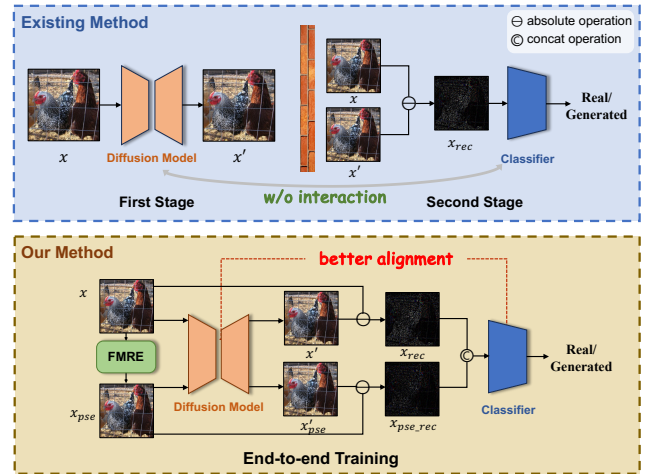 Existing Method
⊖ absolute operation
© concat operation
x
Diffusion Model
x′
x
x′
x_rec
Classifier
Real/
Generated
w/o interaction
First Stage
Second Stage
Our Method
better alignment
x
FMRE
x_pse
Diffusion Model
x′
x′_pse
x_rec
x_pse_rec
©
Classifier
Real/
Generated
End-to-end Training